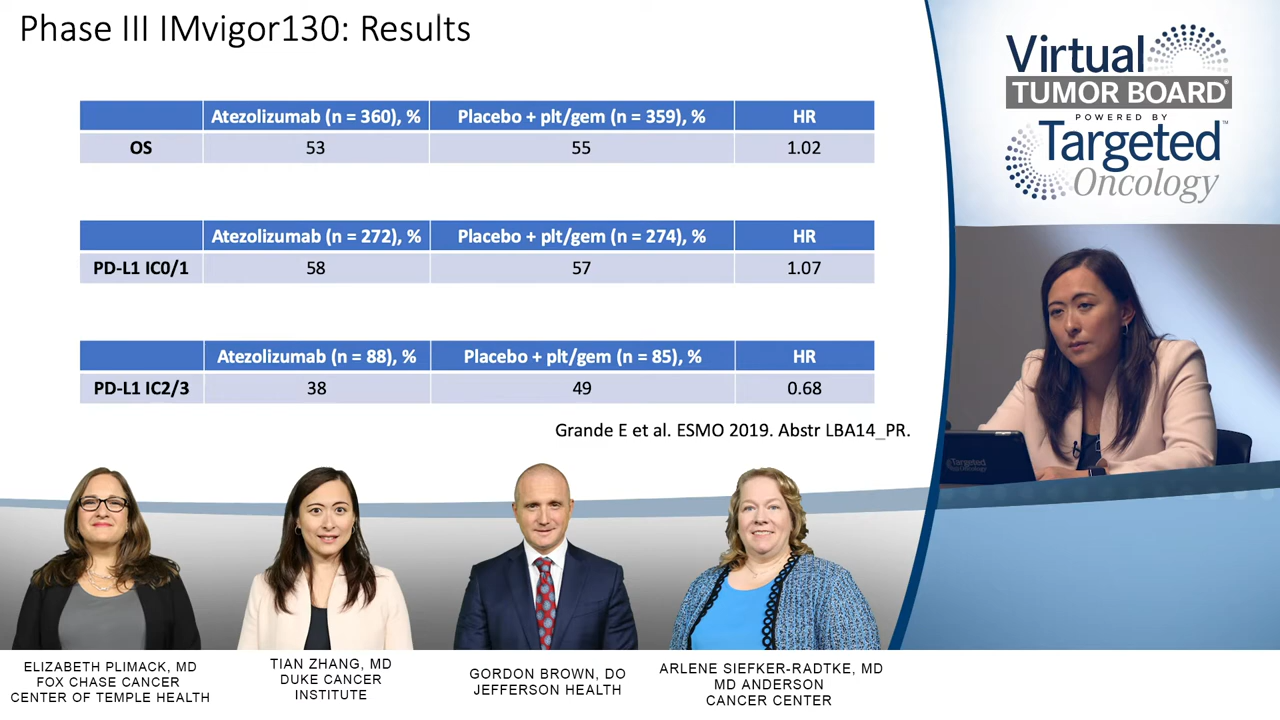 Phase III IMvigor130: Results
Virtual
TUMOR BOARD®
POWERED BY
Targeted™
Oncology
Atezolizumab (n = 360), % Placebo + plt/gem (n = 359), % HR
OS 53 55 1.02
Atezolizumab (n = 272), % Placebo + plt/gem (n = 274), % HR
PD-L1 IC0/1 58 57 1.07
Atezolizumab (n = 88), % Placebo + plt/gem (n = 85), % HR
PD-L1 IC2/3 38 49 0.68
Grande E et al. ESMO 2019. Abstr LBA14_PR.
Targeted
Oncology
ELIZABETH PLIMACK, MD
FOX CHASE CANCER
CENTER OF TEMPLE HEALTH
TIAN ZHANG, MD
DUKE CANCER
INSTITUTE
GORDON BROWN, DO
JEFFERSON HEALTH
ARLENE SIEFKER-RADTKE, MD
MD ANDERSON
CANCER CENTER